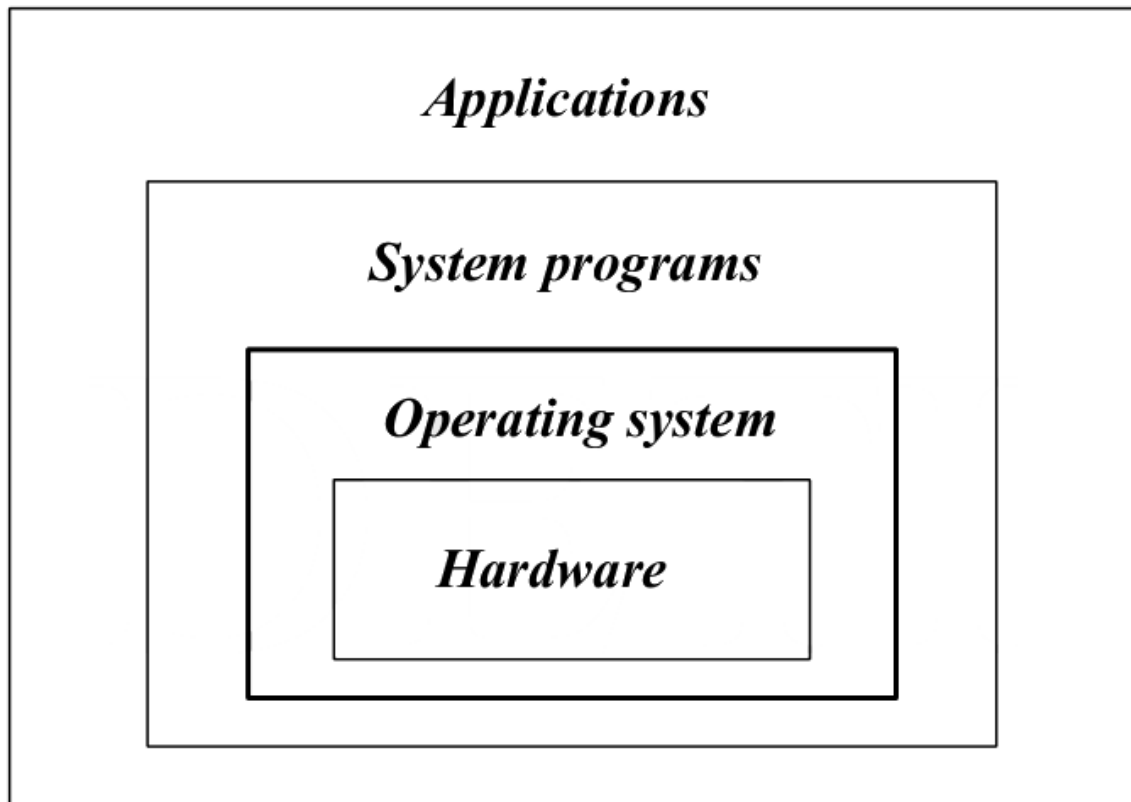 Applications
System programs
Operating system
Hardware